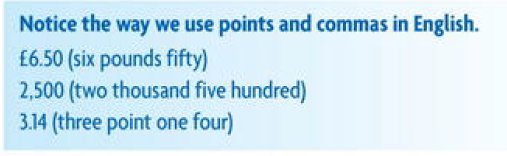 Notice the way we use points and commas in English.
£6.50 (six pounds fifty)
2,500 (two thousand five hundred)
3.14 (three point one four)